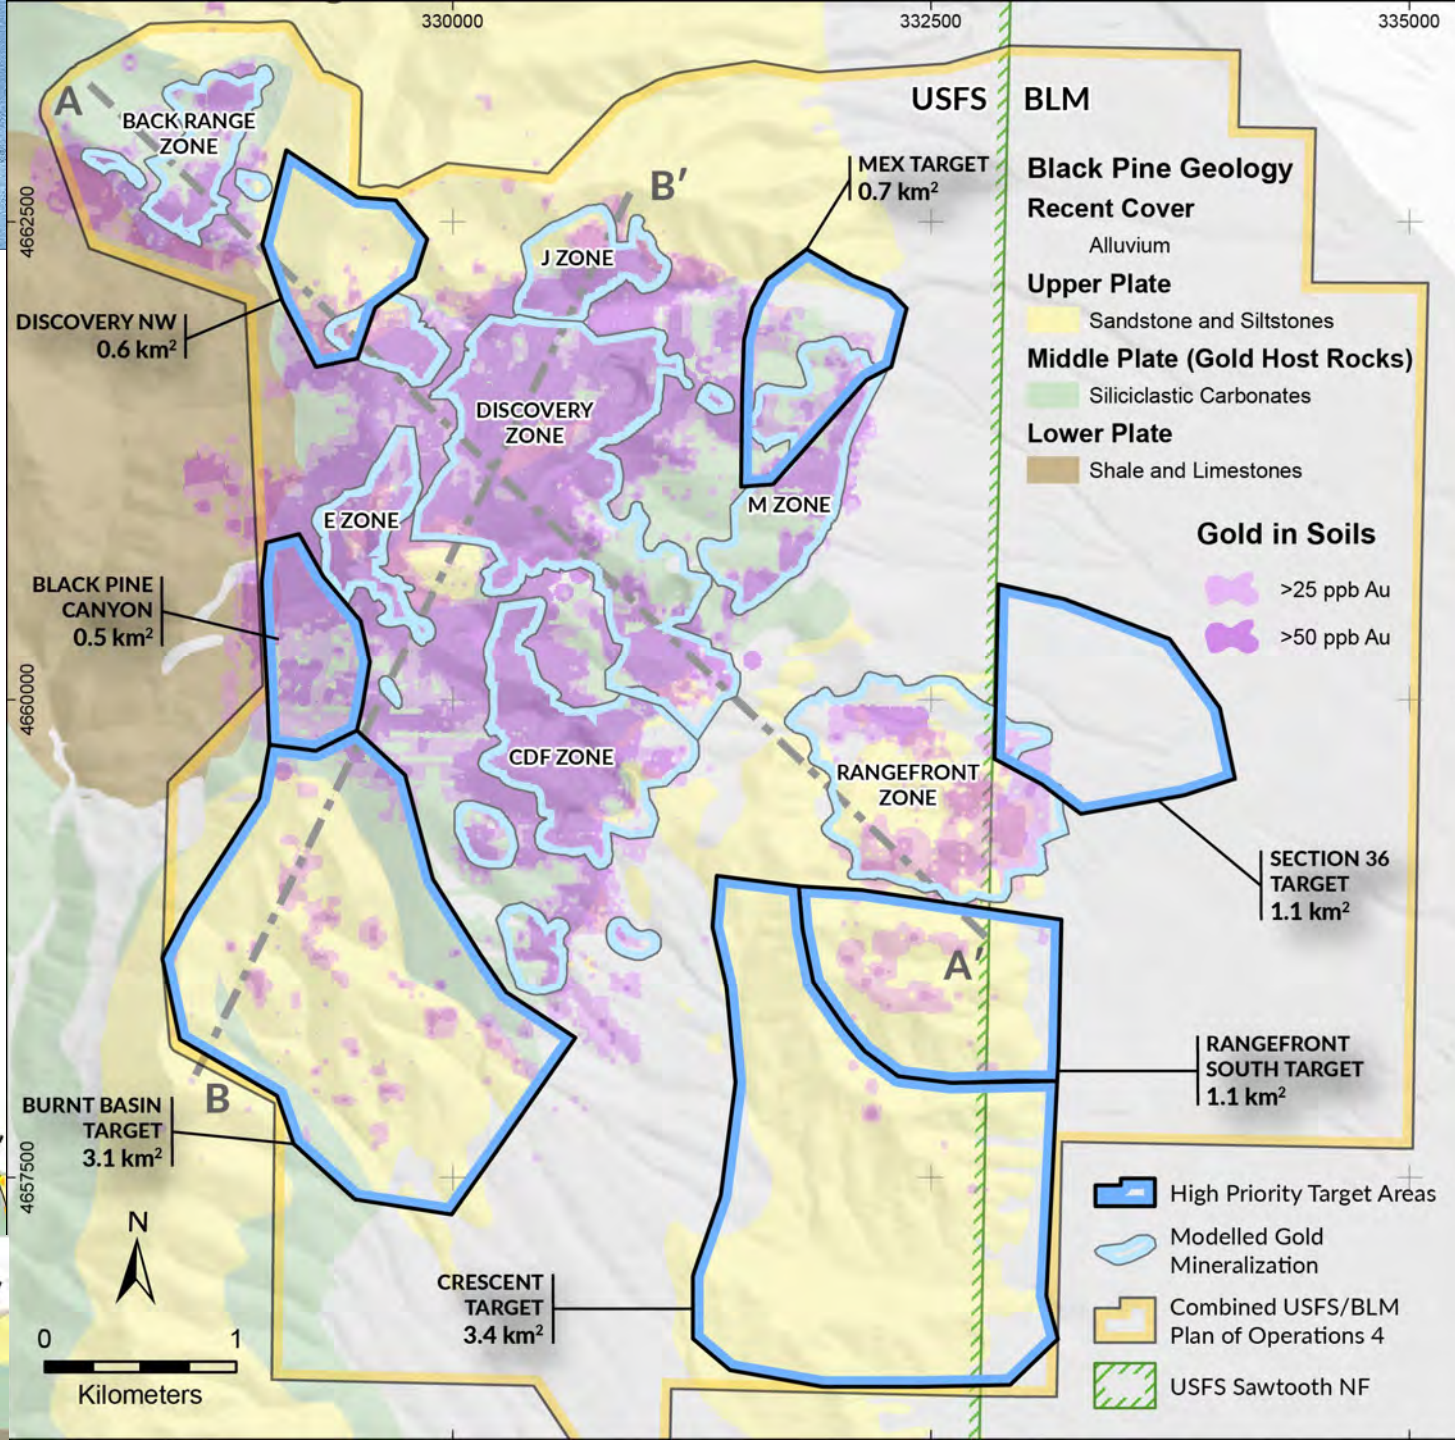 330000
332500
335000
USFS
BLM
A
BACK RANGE
ZONE
B′
MEX TARGET
0.7 km²
Black Pine Geology
Recent Cover
Alluvium
Upper Plate
Sandstone and Siltstones
Middle Plate (Gold Host Rocks)
Siliciclastic Carbonates
Lower Plate
Shale and Limestones
4662500
J ZONE
DISCOVERY NW
0.6 km²
DISCOVERY
ZONE
E ZONE
M ZONE
Gold in Soils
>25 ppb Au
>50 ppb Au
BLACK PINE
CANYON
0.5 km²
4660000
CDF ZONE
RANGEFRONT
ZONE
SECTION 36
TARGET
1.1 km²
A′
RANGEFRONT
SOUTH TARGET
1.1 km²
B
BURNT BASIN
TARGET
3.1 km²
4657500
N
CRESCENT
TARGET
3.4 km²
0 1
Kilometers
High Priority Target Areas
Modelled Gold
Mineralization
Combined USFS/BLM
Plan of Operations 4
USFS Sawtooth NF